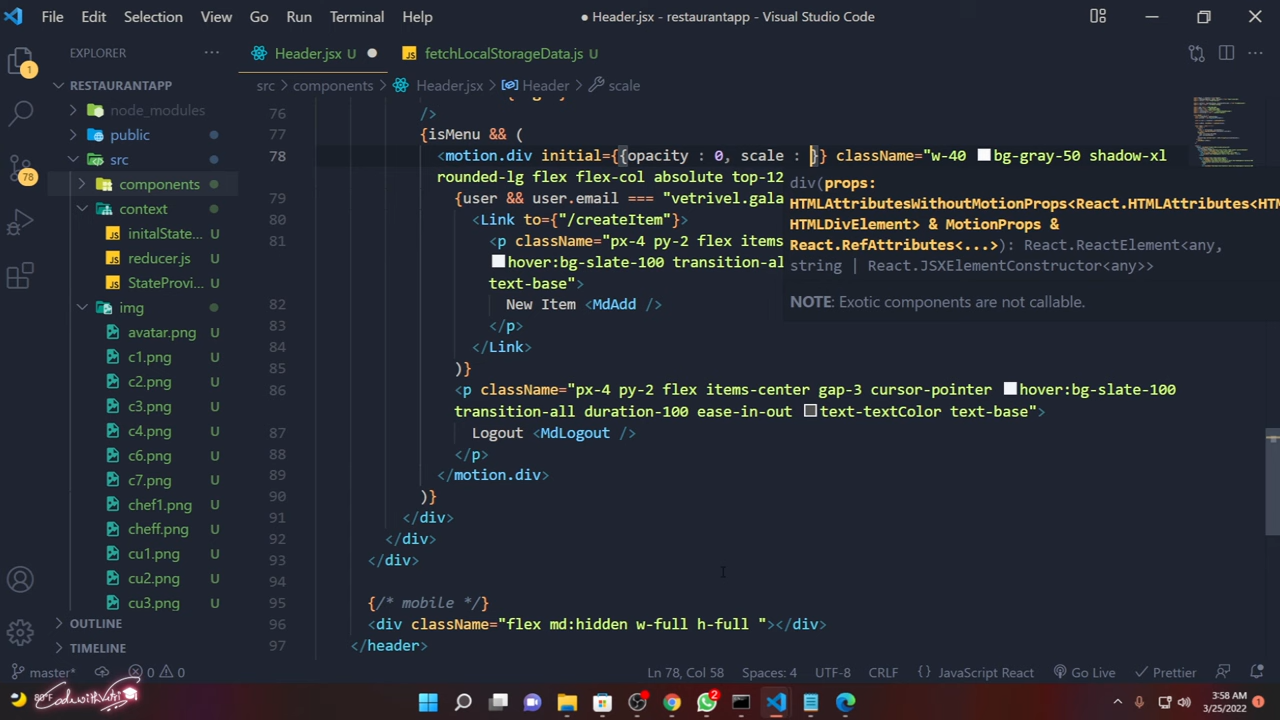 File Edit Selection View Go Run Terminal Help
● Header.jsx - restaurantapp - Visual Studio Code
EXPLORER ···
Header.jsx U ●
fetchLocalStorageData.js U
RESTAURANTAPP
src > components > Header.jsx > Header > scale
node_modules
public
src
components
context
initalState... U
reducer.js U
StateProvi... U
img
avatar.png U
c1.png U
c2.png U
c3.png U
c4.png U
c6.png U
c7.png U
chef1.png U
cheff.png U
cu1.png U
cu2.png U
cu3.png U
OUTLINE
TIMELINE
76 />
77 {isMenu && (
78 <motion.div initial={{opacity : 0, scale : }} className="w-40 bg-gray-50 shadow-xl
rounded-lg flex flex-col absolute top-12
79 {user && user.email === "vetrivel.gala
80 <Link to={"/createItem"}>
81 <p className="px-4 py-2 flex items
hover:bg-slate-100 transition-al
text-base">
82 New Item <MdAdd />
83 </p>
84 </Link>
85 )}
86 <p className="px-4 py-2 flex items-center gap-3 cursor-pointer hover:bg-slate-100
transition-all duration-100 ease-in-out text-textColor text-base">
87 Logout <MdLogout />
88 </p>
89 </motion.div>
90 )}
91 </div>
92 </div>
93 </div>
94
95 {/* mobile */}
96 <div className="flex md:hidden w-full h-full "></div>
97 </header>
div(props:
HTMLAttributesWithoutMotionProps<React.HTMLAttributes<HT
HTMLDivElement> & MotionProps &
React.RefAttributes<...>): React.ReactElement<any,
string | React.JSXElementConstructor<any>>
NOTE: Exotic components are not callable.
1
78
master* 0 0
Ln 78, Col 58 Spaces: 4 UTF-8 CRLF {} JavaScript React Go Live Prettier
80°F
2
3:58 AM
3/25/2022